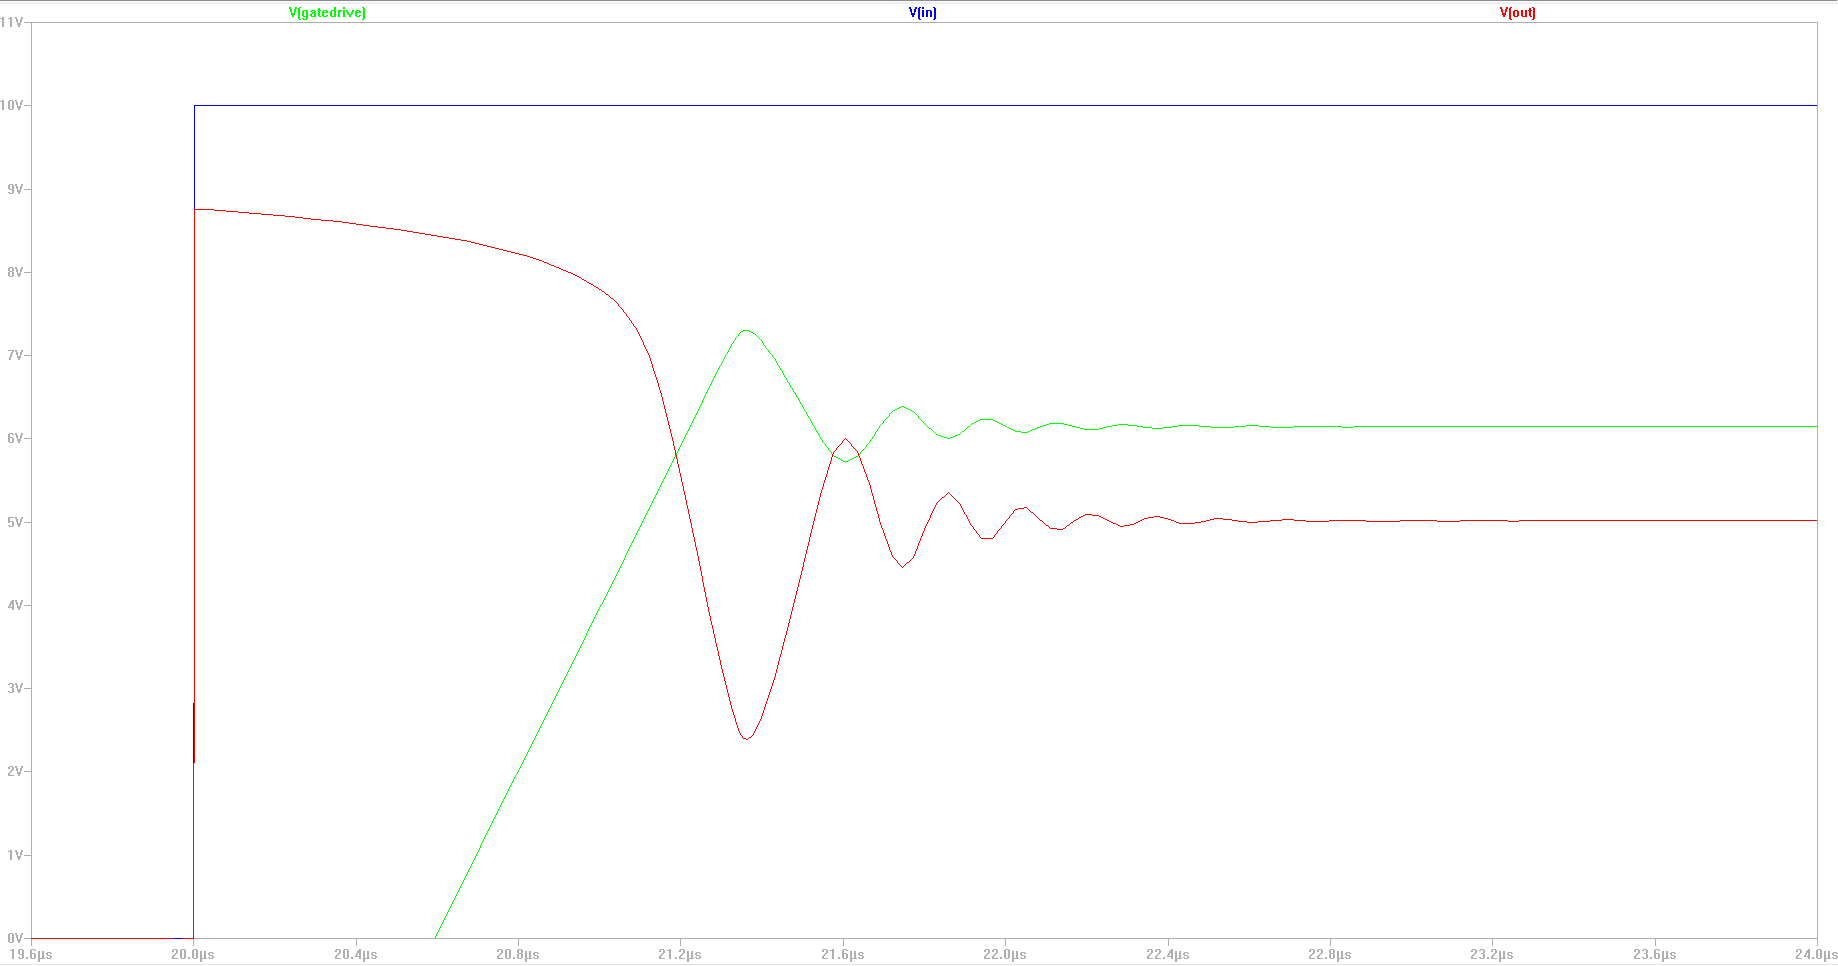 V(gatedrive) V(in) V(out)
11V
10V
9V
8V
7V
6V
5V
4V
3V
2V
1V
0V
19.6µs 20.0µs 20.4µs 20.8µs 21.2µs 21.6µs 22.0µs 22.4µs 22.8µs 23.2µs 23.6µs 24.0µs